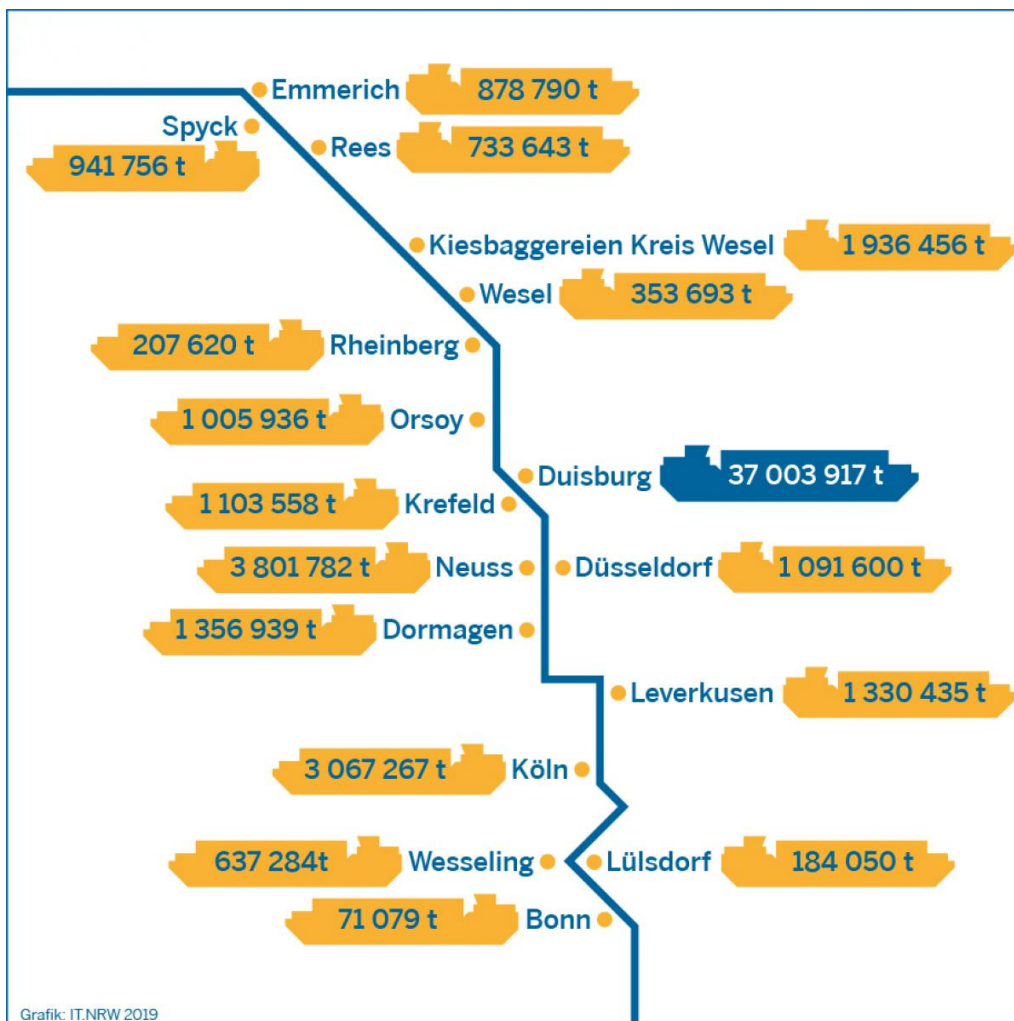 Emmerich 878 790 t
Spyck
941 756 t
Rees 733 643 t
Kiesbaggereien Kreis Wesel 1 936 456 t
Wesel 353 693 t
207 620 t Rheinberg
1 005 936 t Orsoy
Duisburg 37 003 917 t
1 103 558 t Krefeld
3 801 782 t Neuss Düsseldorf 1 091 600 t
1 356 939 t Dormagen
Leverkusen 1 330 435 t
3 067 267 t Köln
637 284t Wesseling Lülsdorf 184 050 t
71 079 t Bonn
Grafik: IT.NRW 2019